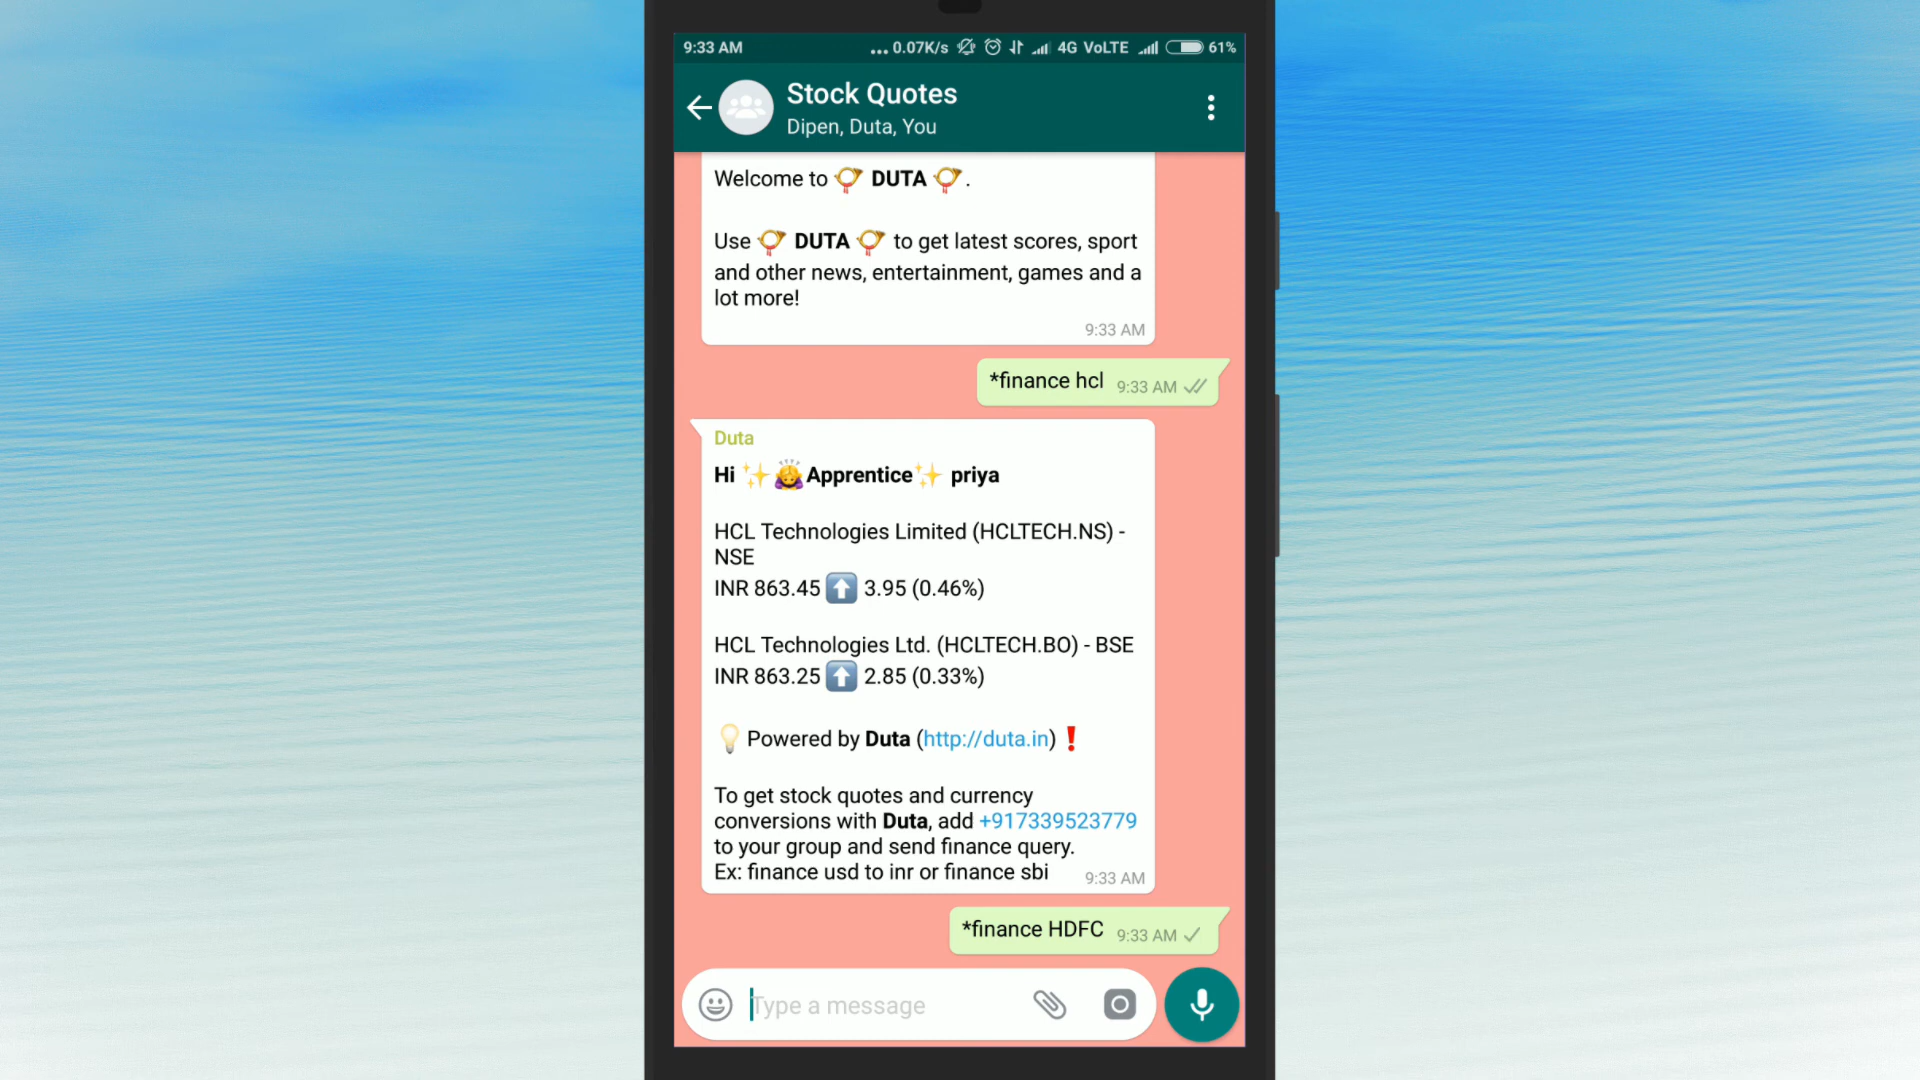 9:33 AM ... 0.07K/s 4G VoLTE 61%
Stock Quotes
Dipen, Duta, You
Welcome to 📯 DUTA 📯.
Use 📯 DUTA 📯 to get latest scores, sport
and other news, entertainment, games and a
lot more!
9:33 AM
*finance hcl 9:33 AM
Duta
Hi ✨🙇Apprentice✨ priya
HCL Technologies Limited (HCLTECH.NS) -
NSE
INR 863.45 ⬆ 3.95 (0.46%)
HCL Technologies Ltd. (HCLTECH.BO) - BSE
INR 863.25 ⬆ 2.85 (0.33%)
💡 Powered by Duta (http://duta.in) ❗
To get stock quotes and currency
conversions with Duta, add +917339523779
to your group and send finance query.
Ex: finance usd to inr or finance sbi 9:33 AM
*finance HDFC 9:33 AM
Type a message